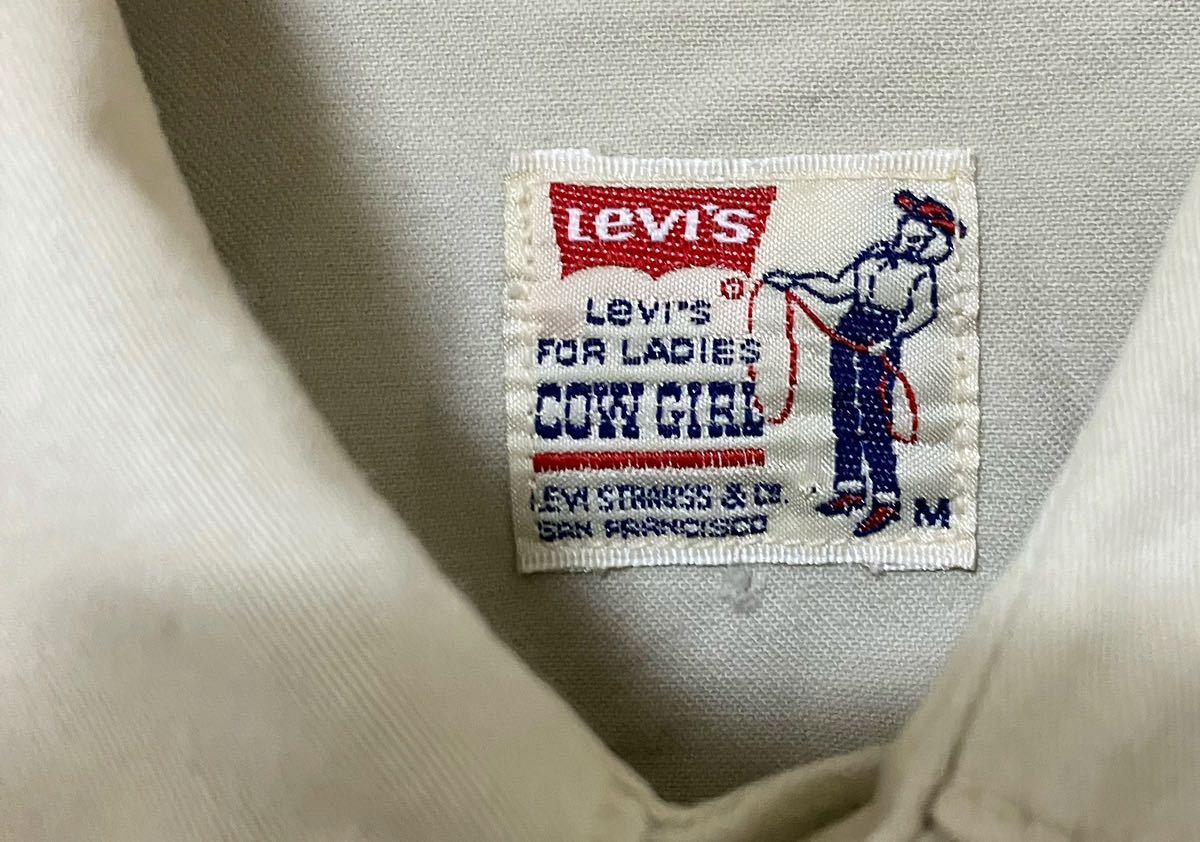 Levi's
®
Levi's
FOR LADIES
COW GIRL
LEVI STRAUSS & CO.
SAN FRANCISCO
M